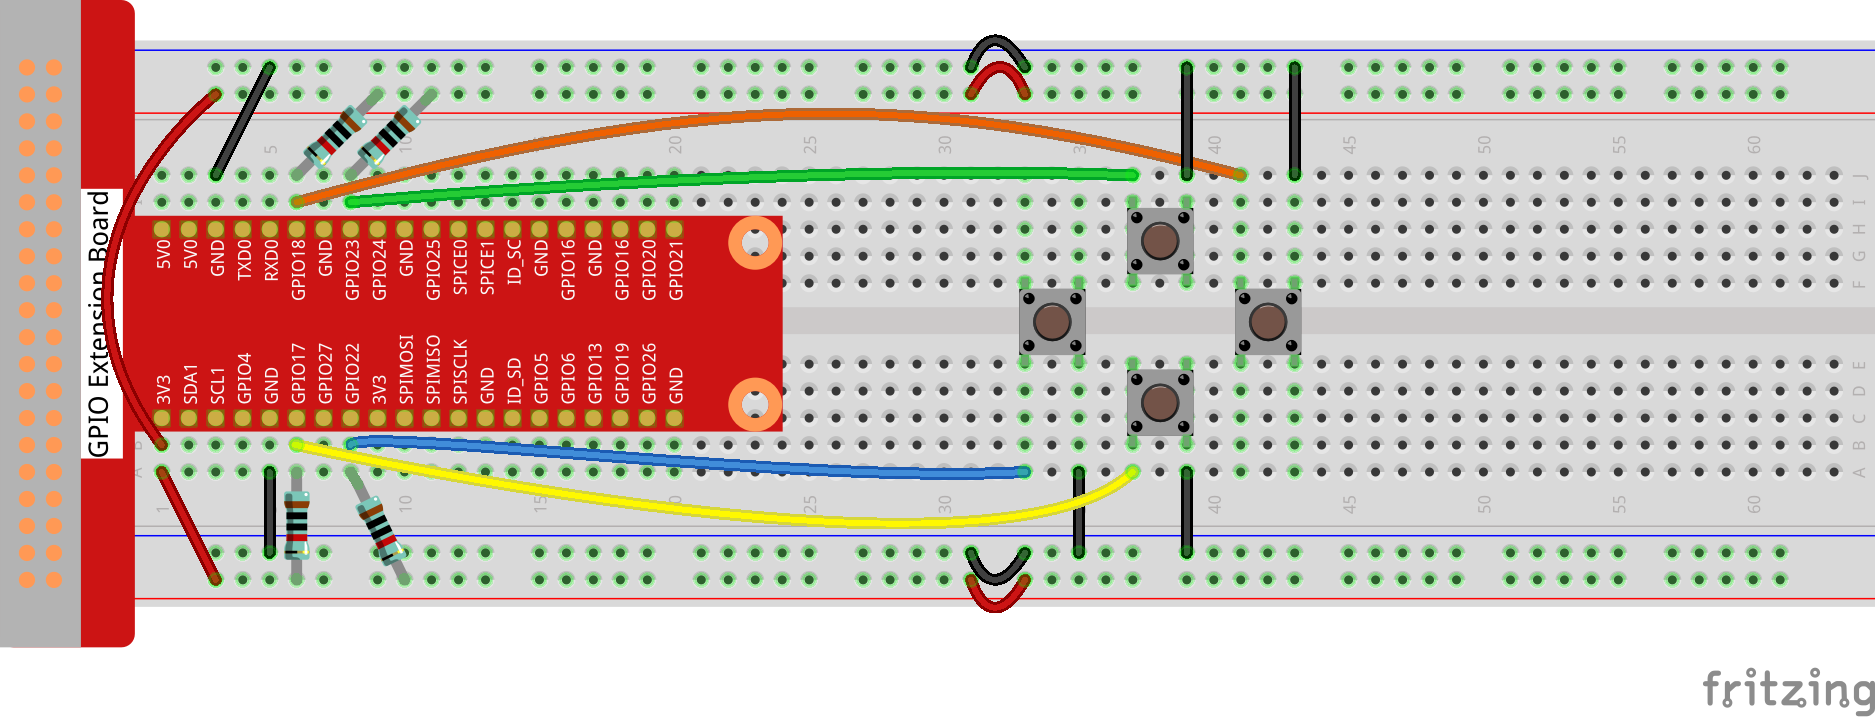 GPIO Extension Board
5 10 15 20 25 30 35 40 45 50 55 60
J
I
H
G
F
5V0 5V0 GND TXD0 RXD0 GPIO18 GND GPIO23 GPIO24 GND GPIO25 SPICE0 SPICE1 ID_SC GND GPIO16 GND GPIO16 GPIO20 GPIO21
3V3 SDA1 SCL1 GPIO4 GND GPIO17 GPIO27 GPIO22 3V3 SPIMOSI SPIMISO SPISCLK GND ID_SD GPIO5 GPIO6 GPIO13 GPIO19 GPIO26 GND
E
D
C
B B
A A
1 10 15 20 25 30 40 45 50 55 60
fritzing